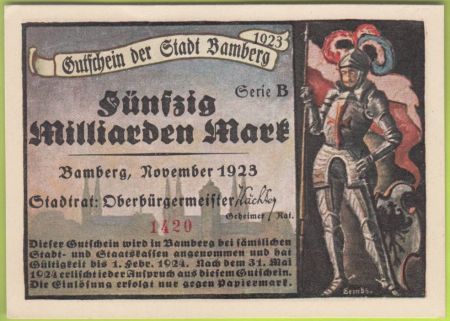 Gutschein der Stadt Bamberg
1923
Serie B
Fünfzig
Milliarden Mark
Bamberg, November 1923
Stadtrat: Oberbürgermeister
Geheimer Rat.
1420
Dieser Gutschein wird in Bamberg bei sämtlichen
Stadt- und Staatskassen angenommen und hat
Gültigkeit bis 1. Febr. 1924. Nach dem 31. Mai
1924 erlischt jeder Anspruch aus diesem Gutschein.
Die Einlösung erfolgt nur gegen Papiermark.